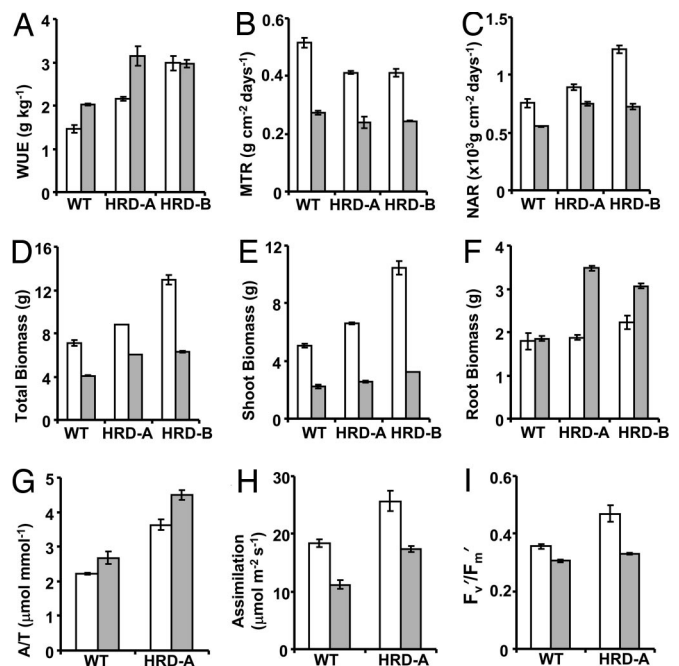 A
WUE (g kg⁻¹)
4
3
2
1
0
WT HRD-A HRD-B
B
MTR (g cm⁻² days⁻¹)
0.6
0.4
0.2
0
WT HRD-A HRD-B
C
NAR (x10³g cm⁻² days⁻¹)
1.5
1
0.5
0
WT HRD-A HRD-B
D
Total Biomass (g)
16
12
8
4
0
WT HRD-A HRD-B
E
Shoot Biomass (g)
12
8
4
0
WT HRD-A HRD-B
F
Root Biomass (g)
4
3
2
1
0
WT HRD-A HRD-B
G
A/T (μmol mmol⁻¹)
5
4
3
2
1
0
WT HRD-A
H
Assimilation
(μmol m⁻² s⁻¹)
30
20
10
0
WT HRD-A
I
Fᵥ′/Fₘ′
0.6
0.4
0.2
0
WT HRD-A